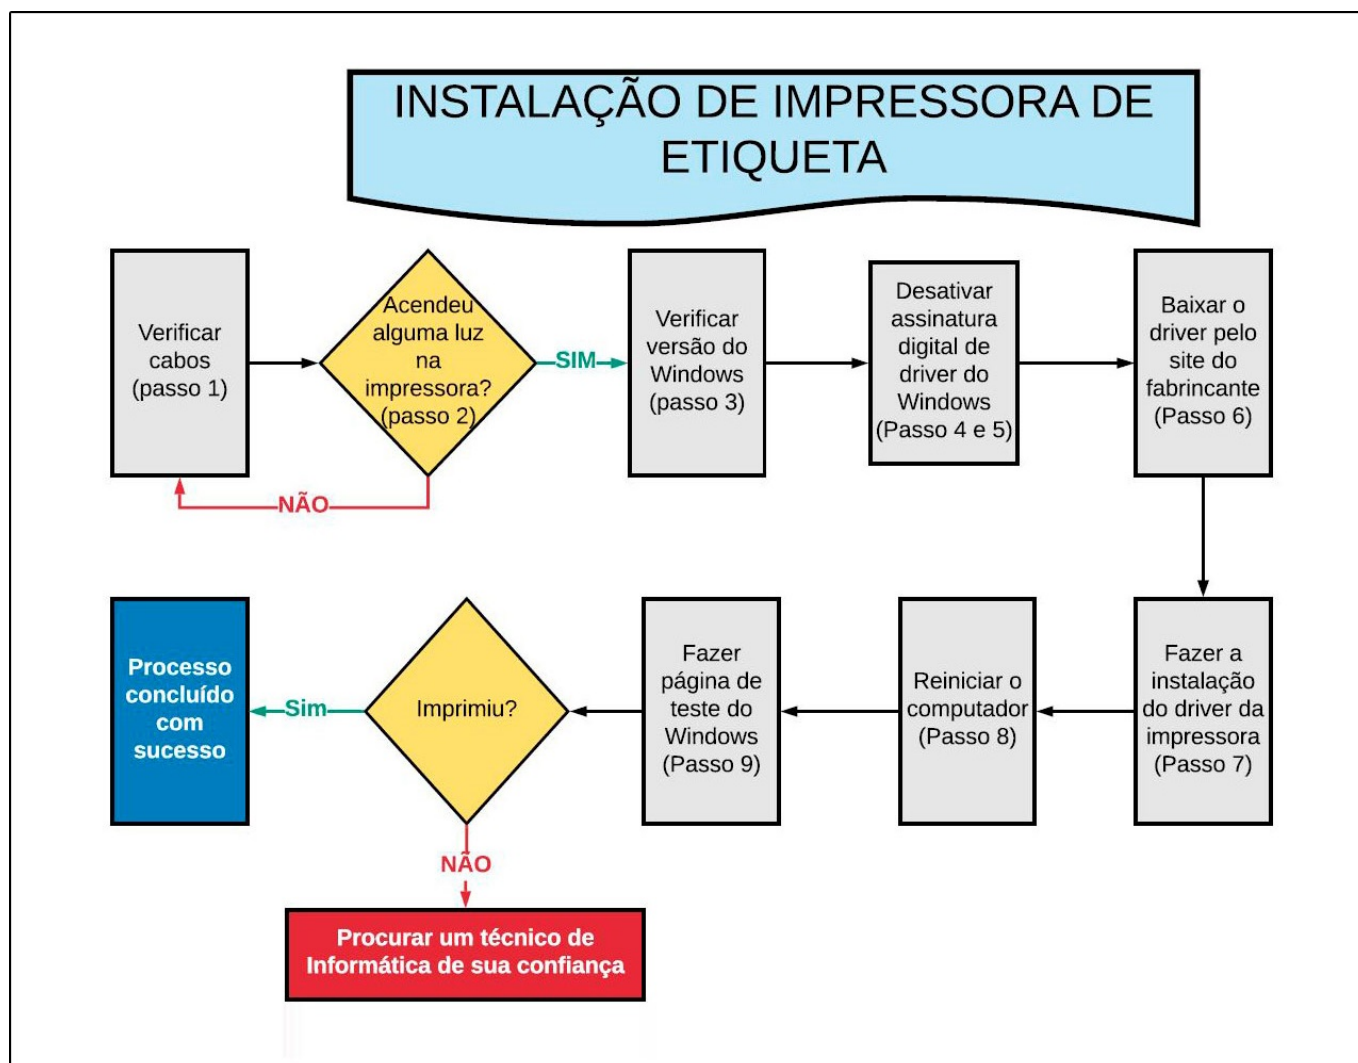 INSTALAÇÃO DE IMPRESSORA DE
ETIQUETA
Verificar
cabos
(passo 1)
Acendeu
alguma luz
na
impressora?
(passo 2)
SIM
NÃO
Verificar
versão do
Windows
(passo 3)
Desativar
assinatura
digital de
driver do
Windows
(Passo 4 e 5)
Baixar o
driver pelo
site do
fabrincante
(Passo 6)
Fazer a
instalação
do driver da
impressora
(Passo 7)
Reiniciar o
computador
(Passo 8)
Fazer
página de
teste do
Windows
(Passo 9)
Imprimiu?
Sim
Processo
concluído
com
sucesso
NÃO
Procurar um técnico de
Informática de sua confiança